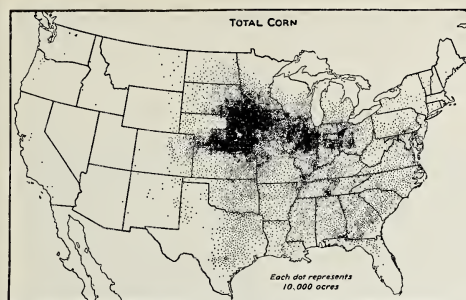 TOTAL CORN
Each dot represents
10,000 acres